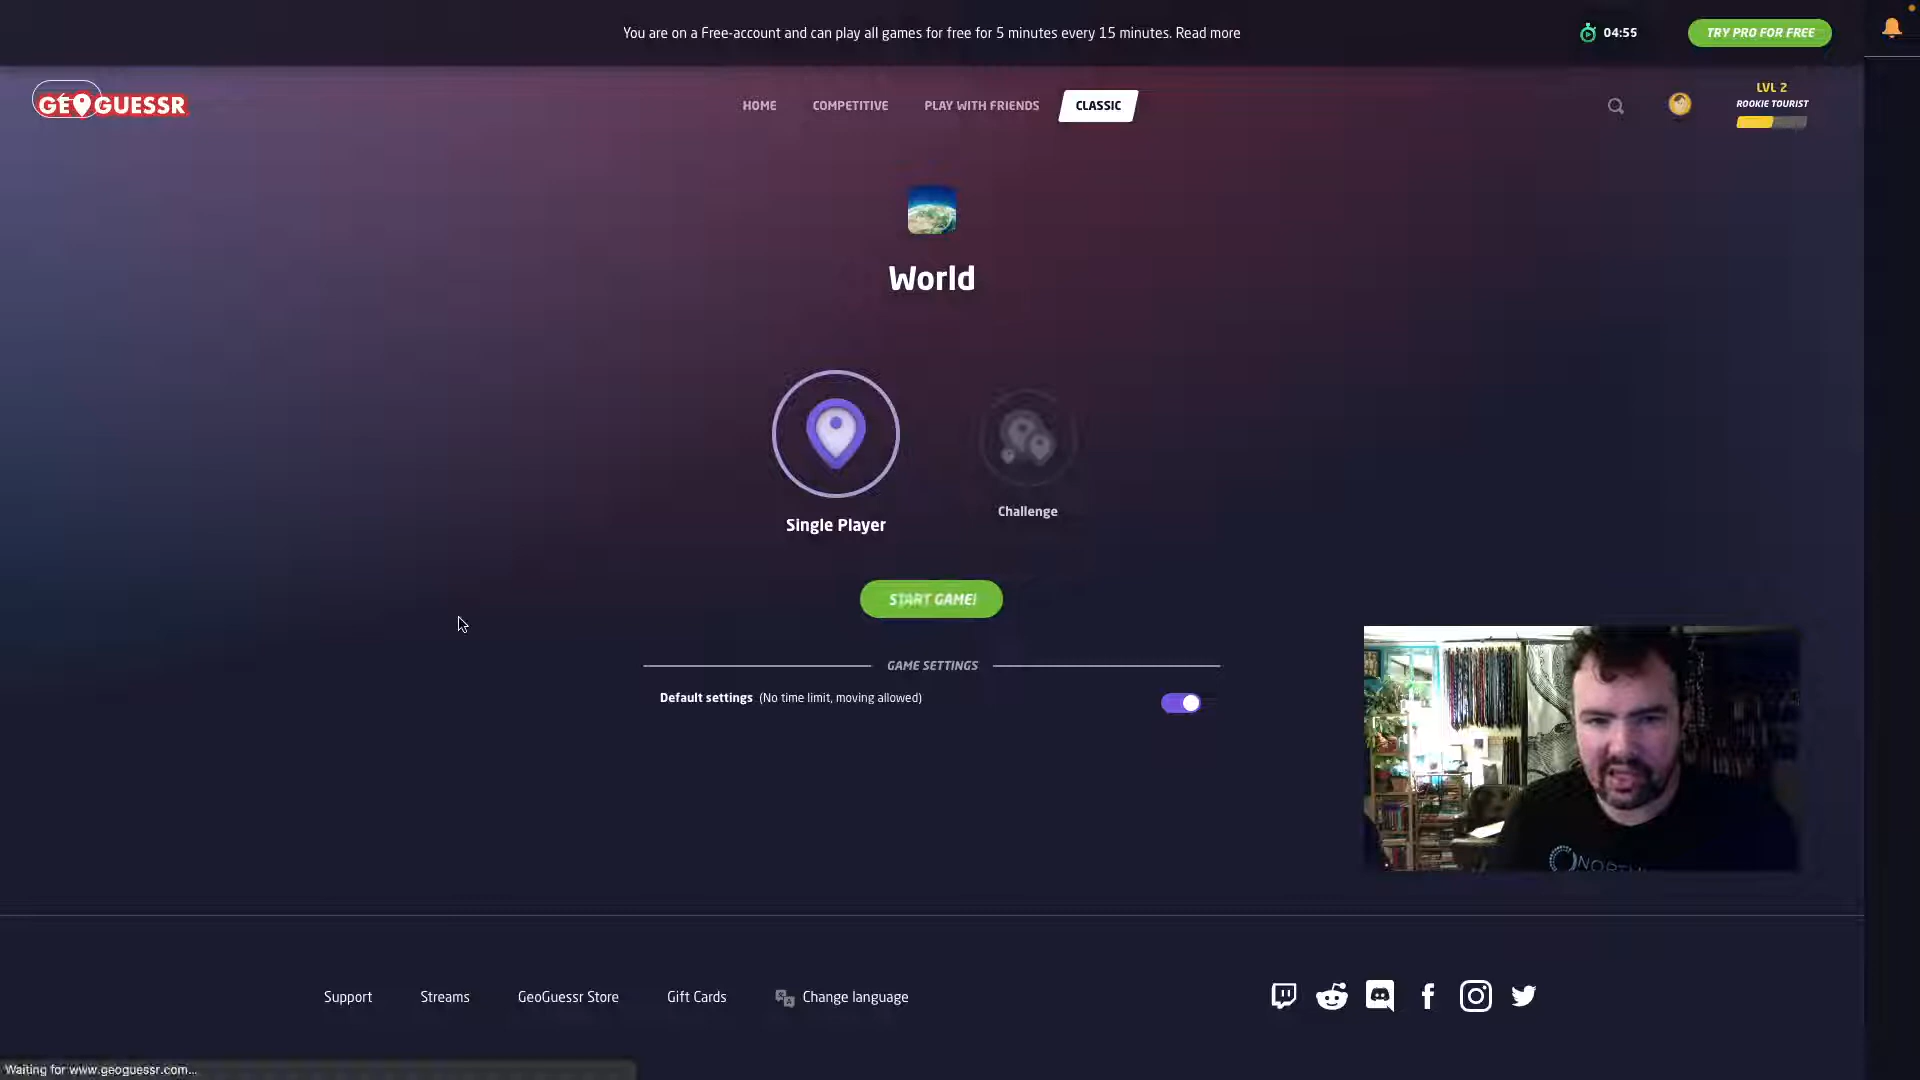 You are on a Free-account and can play all games for free for 5 minutes every 15 minutes. Read more
04:55
TRY PRO FOR FREE
GEOGUESSR
HOME
COMPETITIVE
PLAY WITH FRIENDS
CLASSIC
LVL 2
ROOKIE TOURIST
World
Single Player
Challenge
START GAME!
GAME SETTINGS
Default settings (No time limit, moving allowed)
Support
Streams
GeoGuessr Store
Gift Cards
Change language
Waiting for www.geoguessr.com...